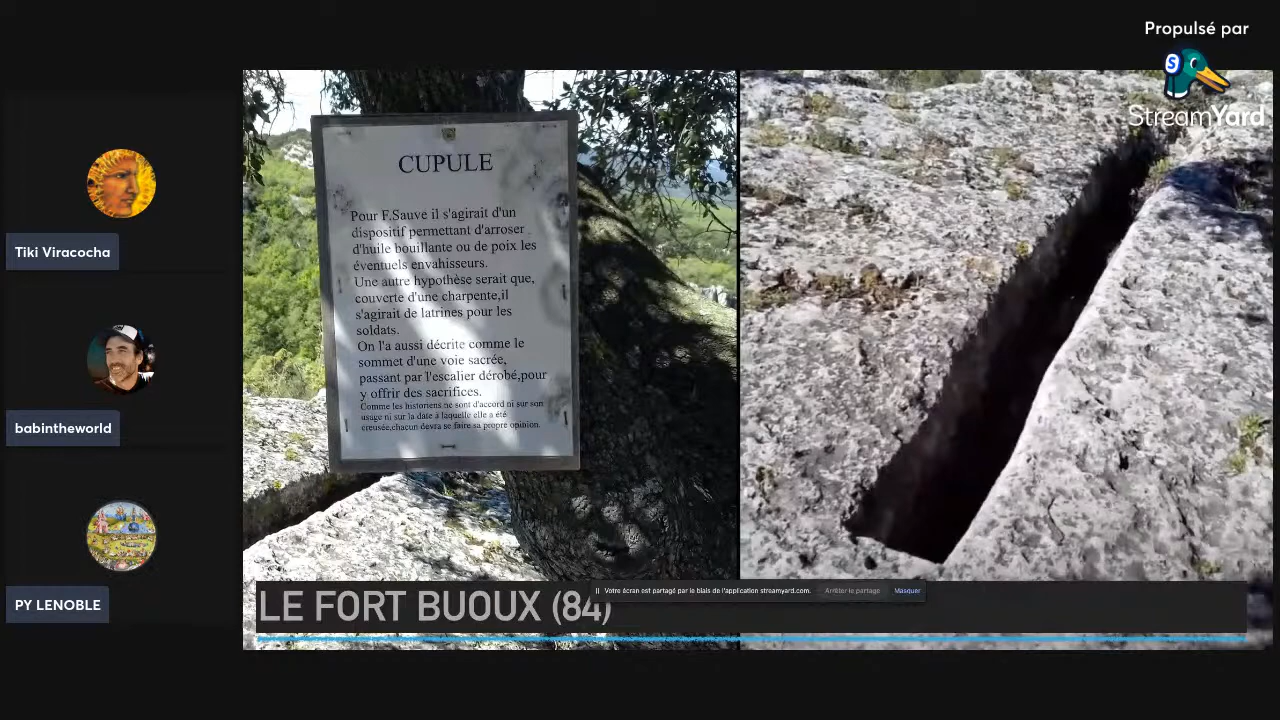 Propulsé par
S
StreamYard
Tiki Viracocha
babintheworld
PY LENOBLE
CUPULE
Pour F.Sauve il s'agirait d'un
dispositif permettant d'arroser
d'huile bouillante ou de poix les
éventuels envahisseurs.
Une autre hypothèse serait que,
couverte d'une charpente,il
s'agirait de latrines pour les
soldats.
On l'a aussi décrite comme le
sommet d'une voie sacrée,
passant par l'escalier dérobé,pour
y offrir des sacrifices.
Comme les historiens ne sont d'accord ni sur son
usage ni sur la date à laquelle elle a été
creusée,chacun devra se faire sa propre opinion.
Votre écran est partagé par le biais de l'application streamyard.com.
Arrêter le partage
Masquer
LE FORT BUOUX (84)